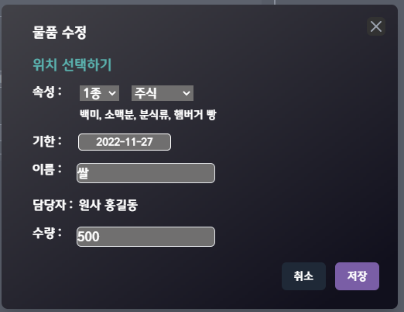 물품 수정
위치 선택하기
속성 : 1종 주식
백미, 소맥분, 분식류, 햄버거 빵
기한 : 2022-11-27
이름 : 쌀
담당자 : 원사 홍길동
수량 : 500
취소 저장